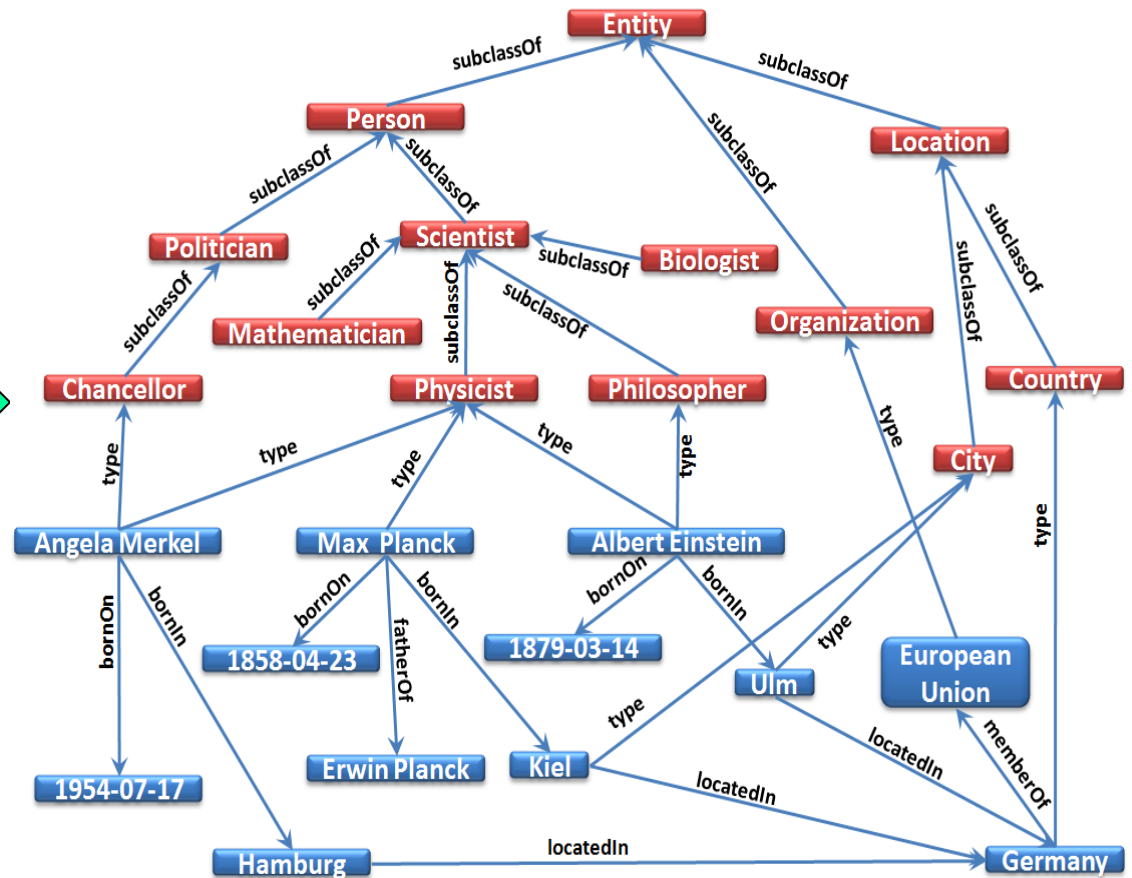 Entity
subclassOf
subclassOf
Person
subclassOf
Location
subclassOf
subclassOf
subclassOf
Politician
Scientist
Biologist
subclassOf
subclassOf
subclassOf
subclassOf
subclassOf
subclassOf
subclassOf
Mathematician
Organization
Chancellor
Physicist
Philosopher
Country
type
type
type
type
type
type
City
type
Angela Merkel
Max Planck
Albert Einstein
bornOn
bornIn
bornOn
fatherOf
bornIn
bornOn
bornIn
type
1858-04-23
1879-03-14
Ulm
European
Union
type
locatedIn
memberOf
1954-07-17
Erwin Planck
Kiel
locatedIn
Hamburg
locatedIn
Germany